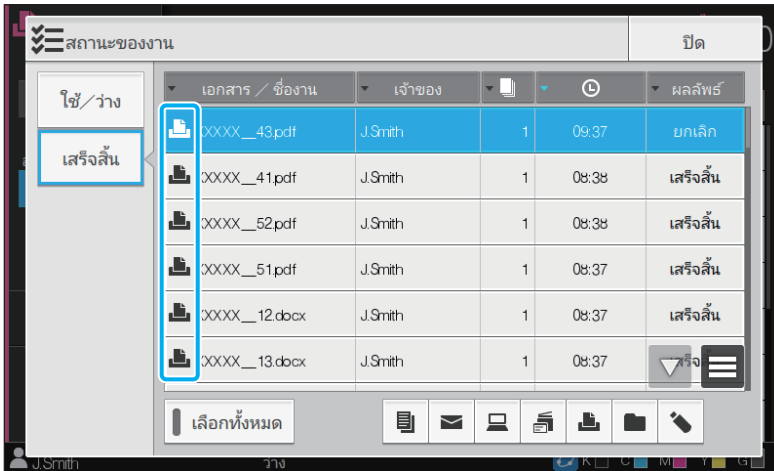 สถานะของงาน
ปิด
ใช้/ว่าง
เสร็จสิ้น
เอกสาร / ชื่องาน เจ้าของ ผลลัพธ์
XXXX__43.pdf J.Smith 1 09:37 ยกเลิก
XXXX__41.pdf J.Smith 1 08:38 เสร็จสิ้น
XXXX__52.pdf J.Smith 1 08:38 เสร็จสิ้น
XXXX__51.pdf J.Smith 1 08:37 เสร็จสิ้น
XXXX__12.docx J.Smith 1 08:37 เสร็จสิ้น
XXXX__13.docx J.Smith 1 08:37
เลือกทั้งหมด
J.Smith ว่าง K C M Y G